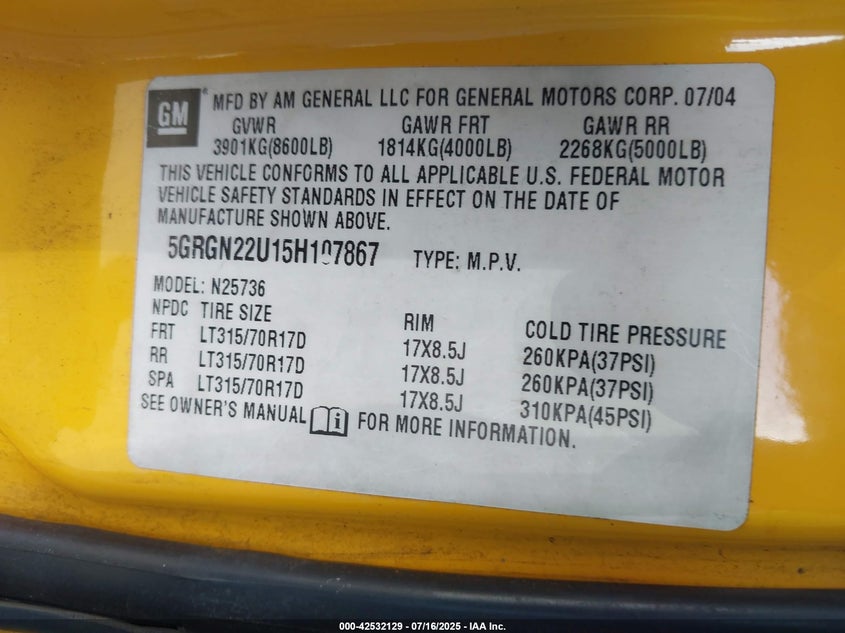 GM ® MFD BY AM GENERAL LLC FOR GENERAL MOTORS CORP. 07/04
GVWR GAWR FRT GAWR RR
3901KG(8600LB) 1814KG(4000LB) 2268KG(5000LB)
THIS VEHICLE CONFORMS TO ALL APPLICABLE U.S. FEDERAL MOTOR
VEHICLE SAFETY STANDARDS IN EFFECT ON THE DATE OF
MANUFACTURE SHOWN ABOVE.
5GRGN22U15H107867 TYPE: M.P.V.
MODEL: N25736
NPDC TIRE SIZE RIM COLD TIRE PRESSURE
FRT LT315/70R17D 17X8.5J 260KPA(37PSI)
RR LT315/70R17D 17X8.5J 260KPA(37PSI)
SPA LT315/70R17D 17X8.5J 310KPA(45PSI)
SEE OWNER'S MANUAL FOR MORE INFORMATION.
000-42532129 - 07/16/2025 - IAA Inc.